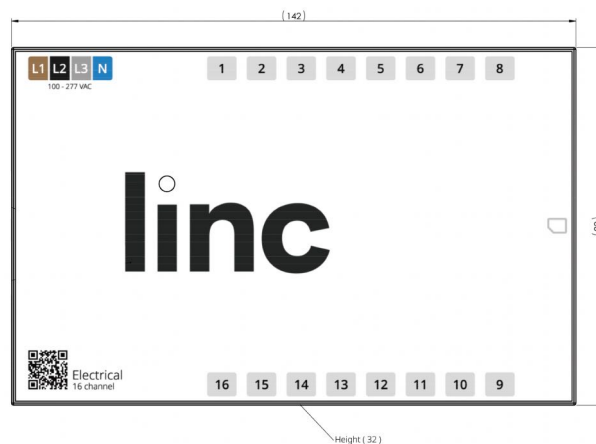 (142)
L1 L2 L3 N
100 - 277 VAC
1 2 3 4 5 6 7 8
linc
Electrical
16 channel
16 15 14 13 12 11 10 9
Height ( 32 )